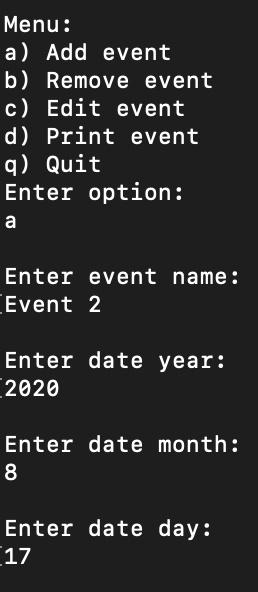 Menu:
a) Add event
b) Remove event
c) Edit event
d) Print event
q) Quit
Enter option:
a
Enter event name:
Event 2
Enter date year:
2020
Enter date month:
8
Enter date day:
17